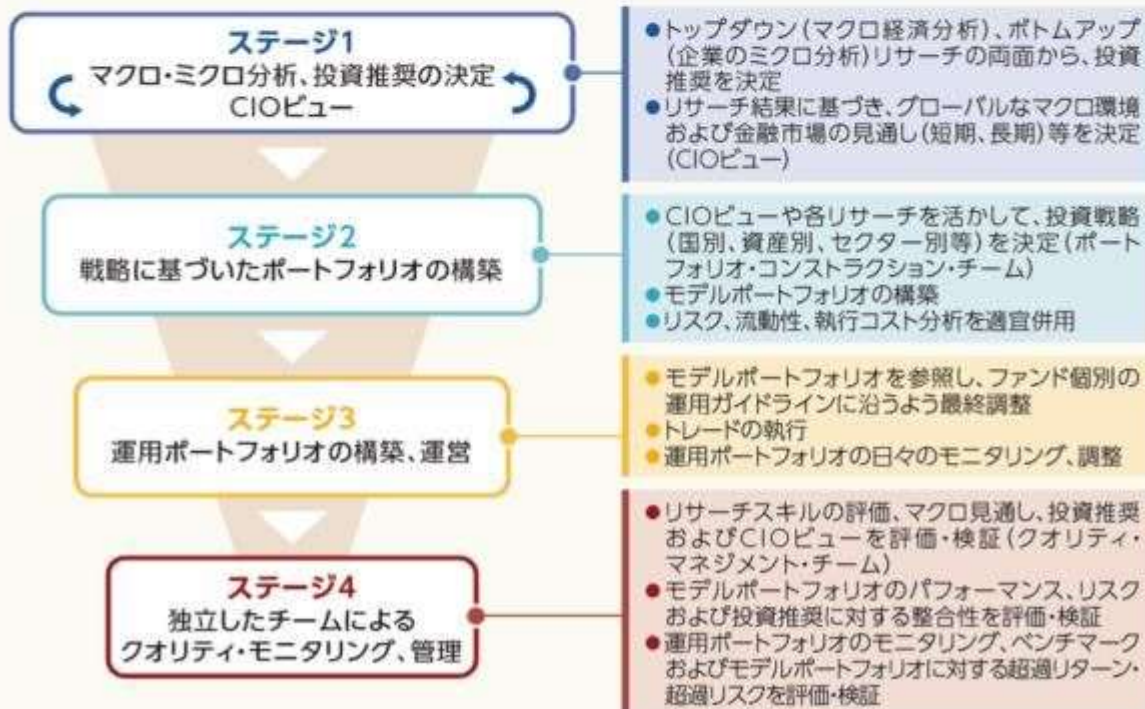 ステージ1
マクロ・ミクロ分析、投資推奨の決定
CIOビュー
●トップダウン(マクロ経済分析)、ボトムアップ
(企業のミクロ分析)リサーチの両面から、投資
推奨を決定
●リサーチ結果に基づき、グローバルなマクロ環境
および金融市場の見通し(短期、長期)等を決定
(CIOビュー)
ステージ2
戦略に基づいたポートフォリオの構築
●CIOビューや各リサーチを活かして、投資戦略
(国別、資産別、セクター別等)を決定(ポート
フォリオ・コンストラクション・チーム)
●モデルポートフォリオの構築
●リスク、流動性、執行コスト分析を適宜併用
ステージ3
運用ポートフォリオの構築、運営
●モデルポートフォリオを参照し、ファンド個別の
運用ガイドラインに沿うよう最終調整
●トレードの執行
●運用ポートフォリオの日々のモニタリング、調整
ステージ4
独立したチームによる
クオリティ・モニタリング、管理
●リサーチスキルの評価、マクロ見通し、投資推奨
およびCIOビューを評価・検証(クオリティ・
マネジメント・チーム)
●モデルポートフォリオのパフォーマンス、リスク
および投資推奨に対する整合性を評価・検証
●運用ポートフォリオのモニタリング、ベンチマーク
およびモデルポートフォリオに対する超過リターン・
超過リスクを評価・検証